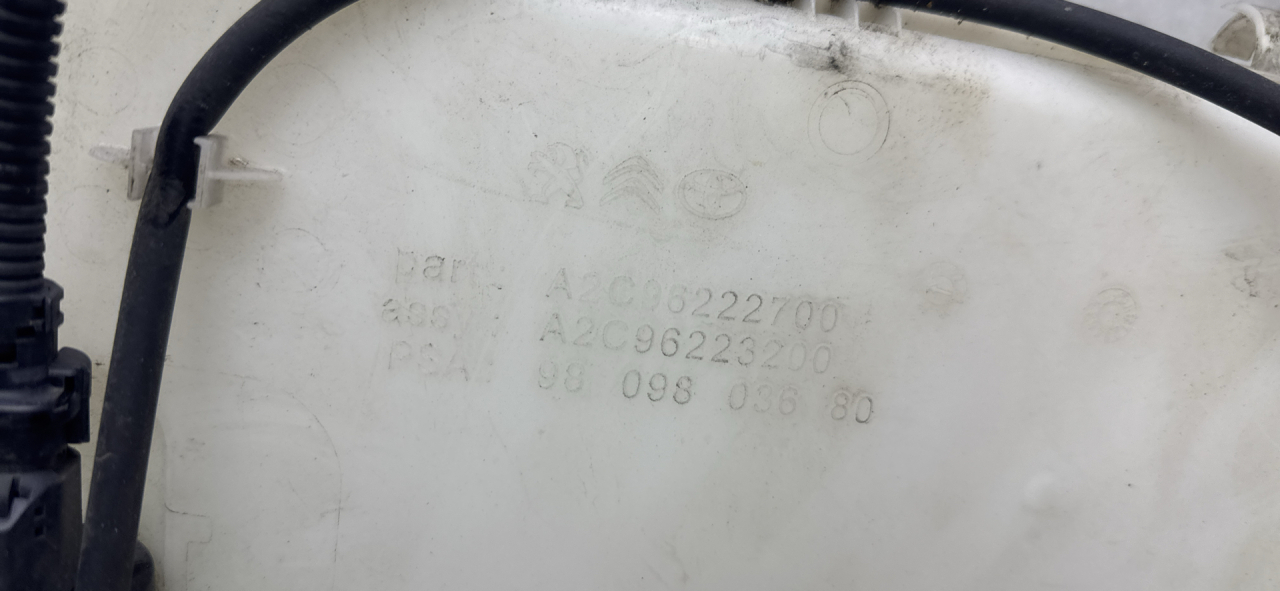 part : A2C96222700
assy : A2C96223200
PSA : 98 098 036 80